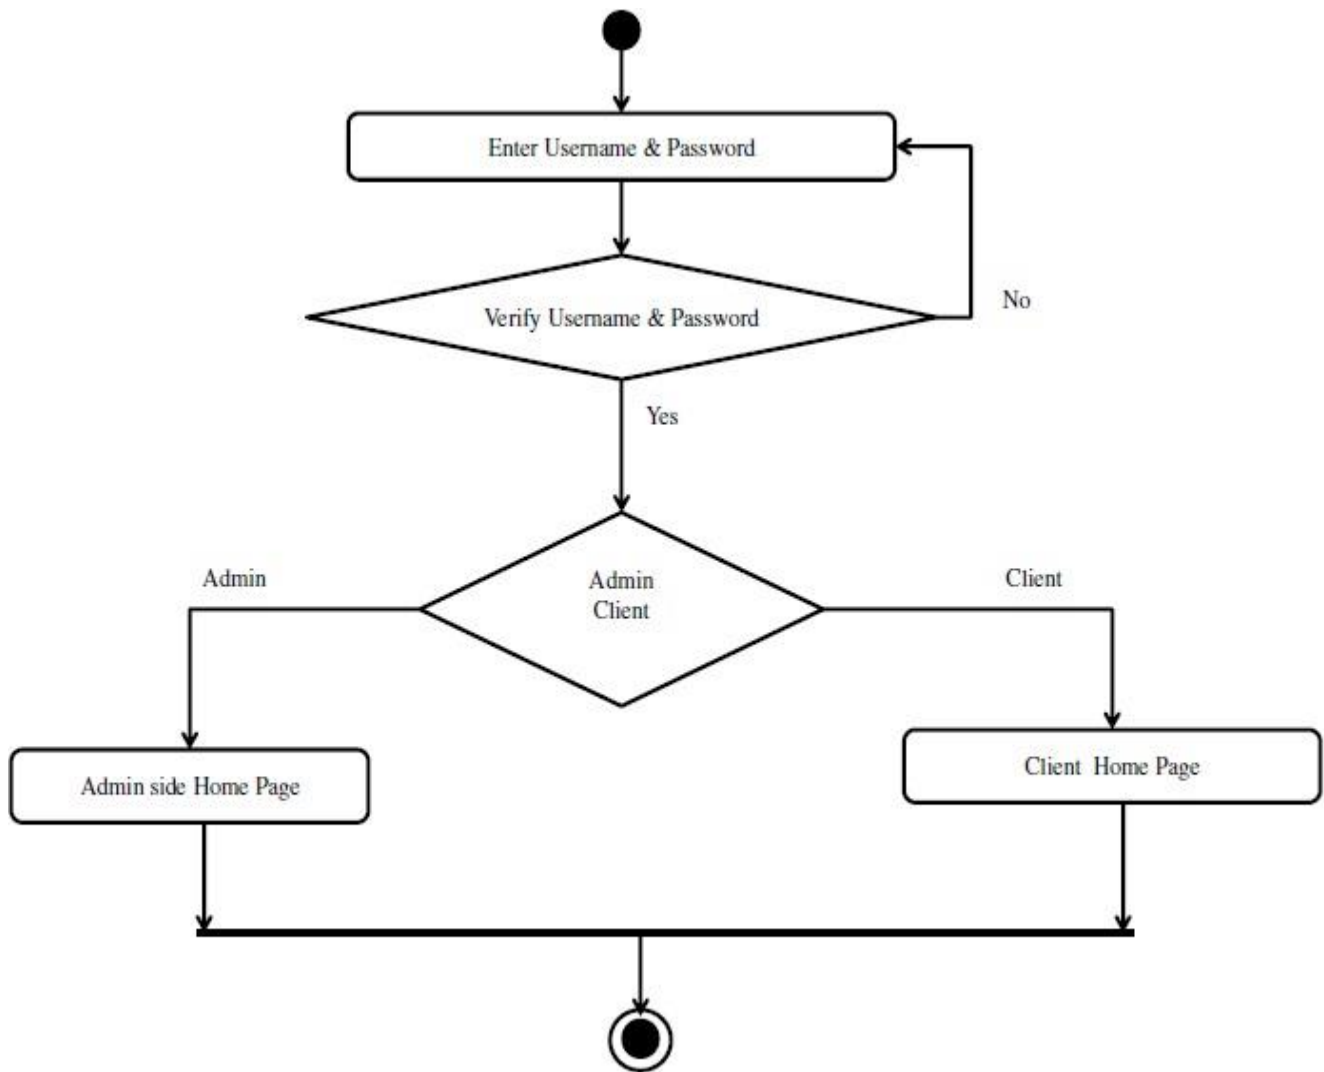 Enter Username & Password
Verify Username & Password
No
Yes
Admin
Admin
Client
Client
Admin side Home Page
Client Home Page